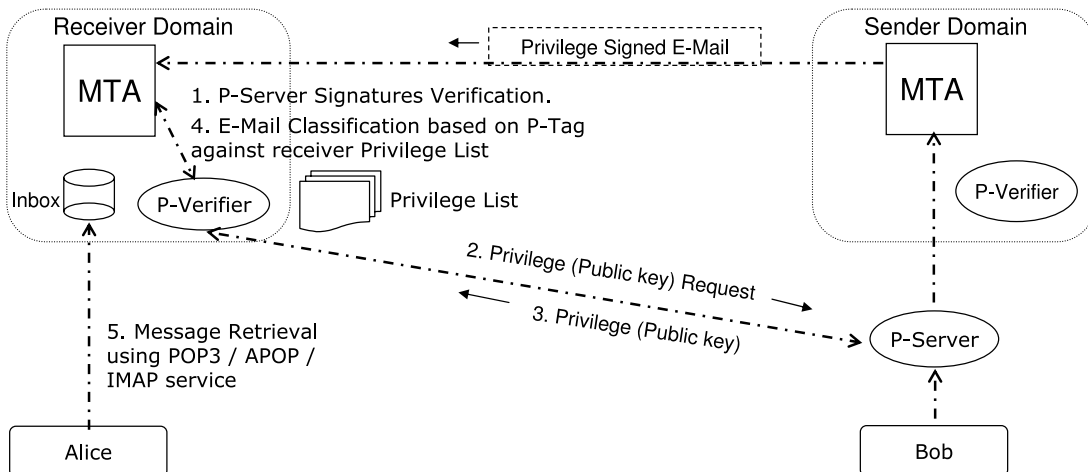 Receiver Domain
Privilege Signed E-Mail
Sender Domain
MTA
MTA
1. P-Server Signatures Verification.
4. E-Mail Classification based on P-Tag
against receiver Privilege List
Inbox
P-Verifier
Privilege List
P-Verifier
2. Privilege (Public key) Request
3. Privilege (Public key)
5. Message Retrieval
using POP3 / APOP /
IMAP service
P-Server
Alice
Bob